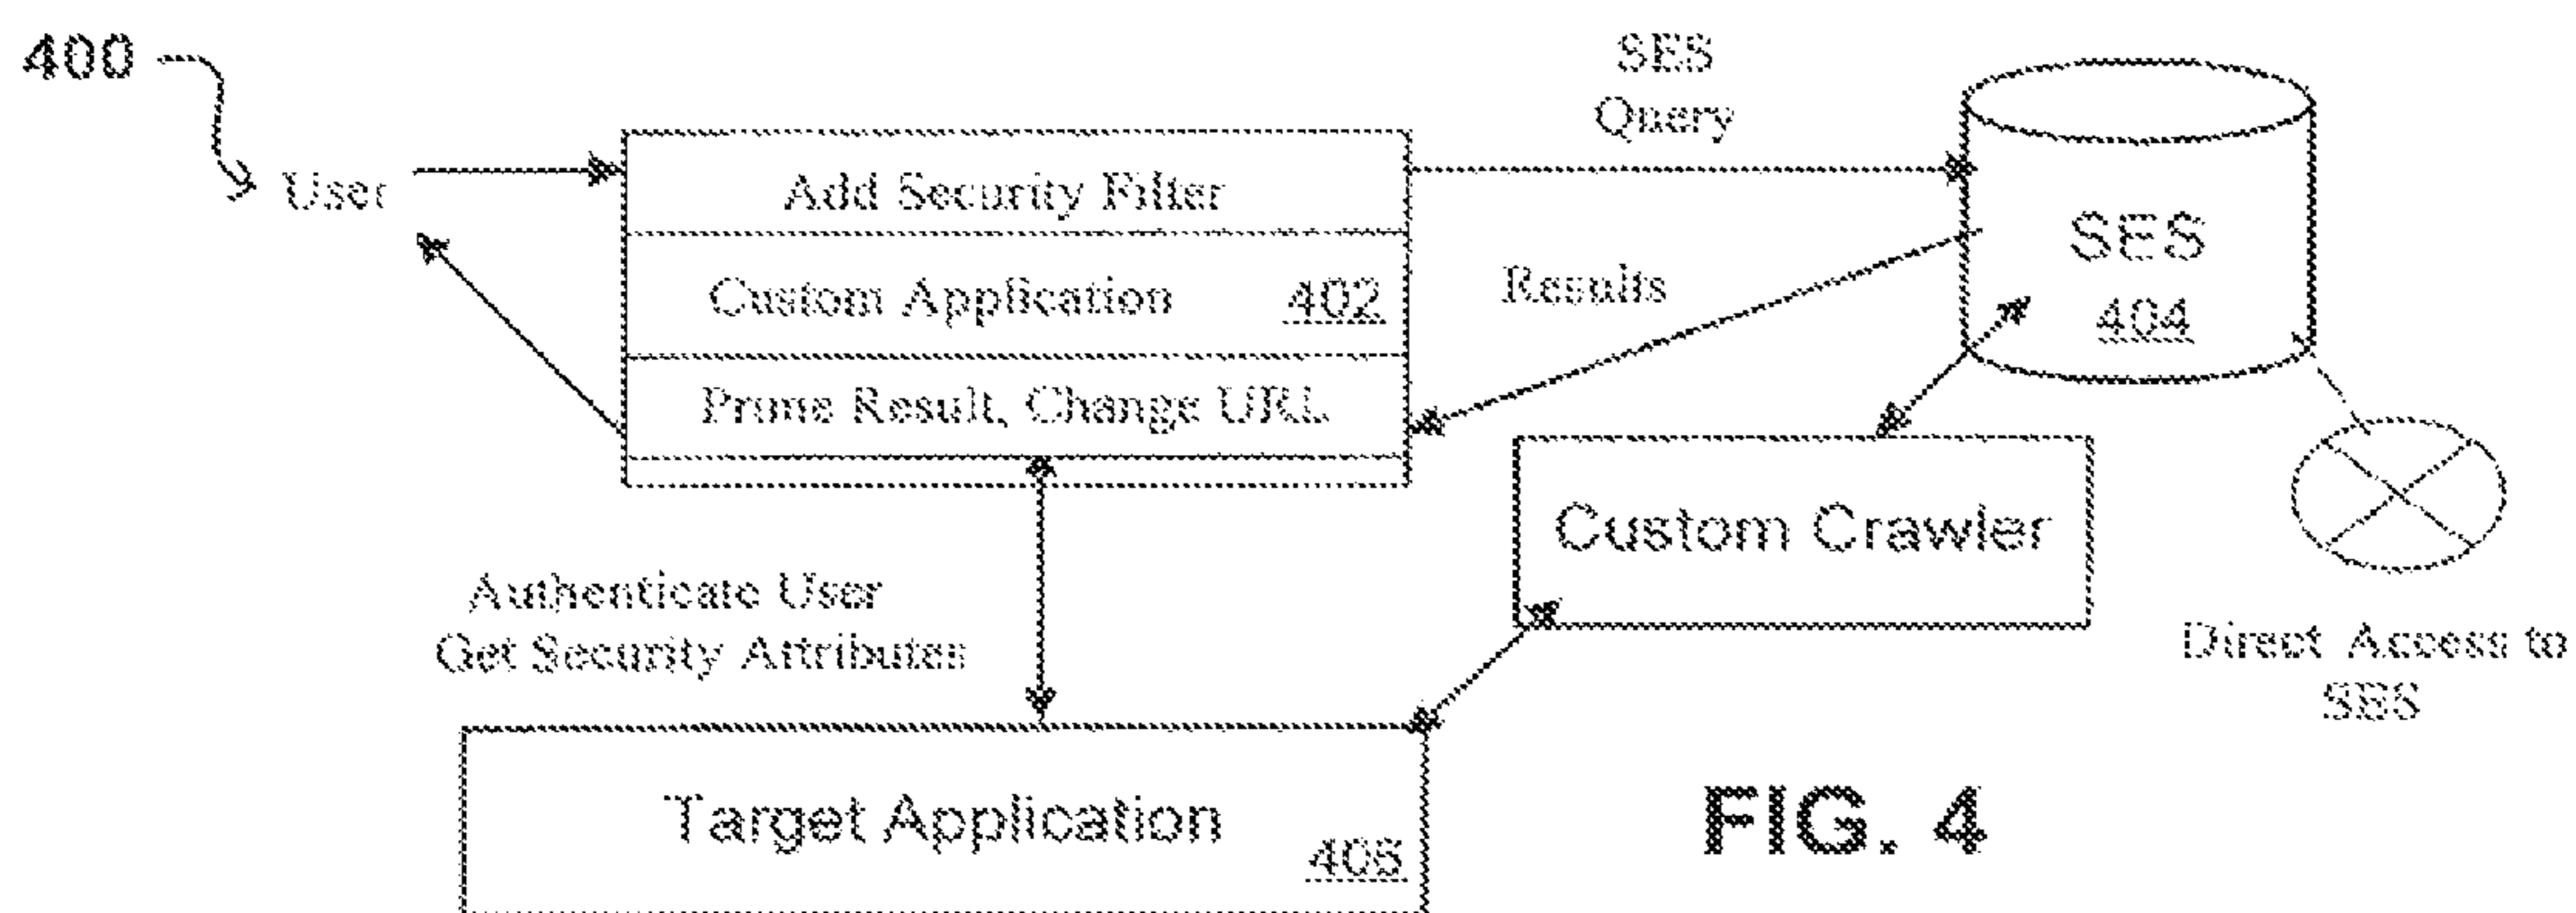 400
User
SES
Query
Add Security Filter
Custom Application 402
Prune Result, Change URL
Results
SES
404
Custom Crawler
Authenticate User
Get Security Attributes
Direct Access to
SES
Target Application
FIG. 4